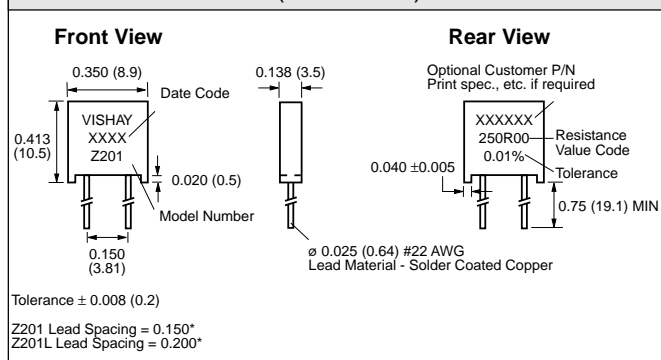 Front View
Rear View
0.350 (8.9)
0.138 (3.5)
Optional Customer P/N
Print spec., etc. if required
Date Code
VISHAY
XXXX
Z201
0.413
(10.5)
0.020 (0.5)
Model Number
0.150
(3.81)
XXXXXX
250R00
0.01%
Resistance
Value Code
Tolerance
0.040 ±0.005
0.75 (19.1) MIN
ø 0.025 (0.64) #22 AWG
Lead Material - Solder Coated Copper
Tolerance ± 0.008 (0.2)
Z201 Lead Spacing = 0.150*
Z201L Lead Spacing = 0.200*